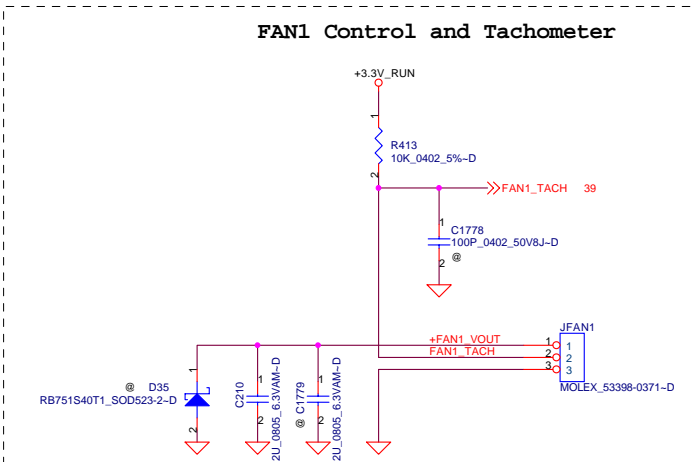 FAN1 Control and Tachometer
+3.3V_RUN
1
R413
10K_0402_5%~D
2
FAN1_TACH 39
1
C1778
100P_0402_50V8J~D
2
@
JFAN1
+FAN1_VOUT
1
1
FAN1_TACH
2
2
3
3
MOLEX_53398-0371~D
1
@ D35
RB751S40T1_SOD523-2~D
2
1
C210
2U_0805_6.3VAM~D
2
1
@ C1779
2U_0805_6.3VAM~D
2